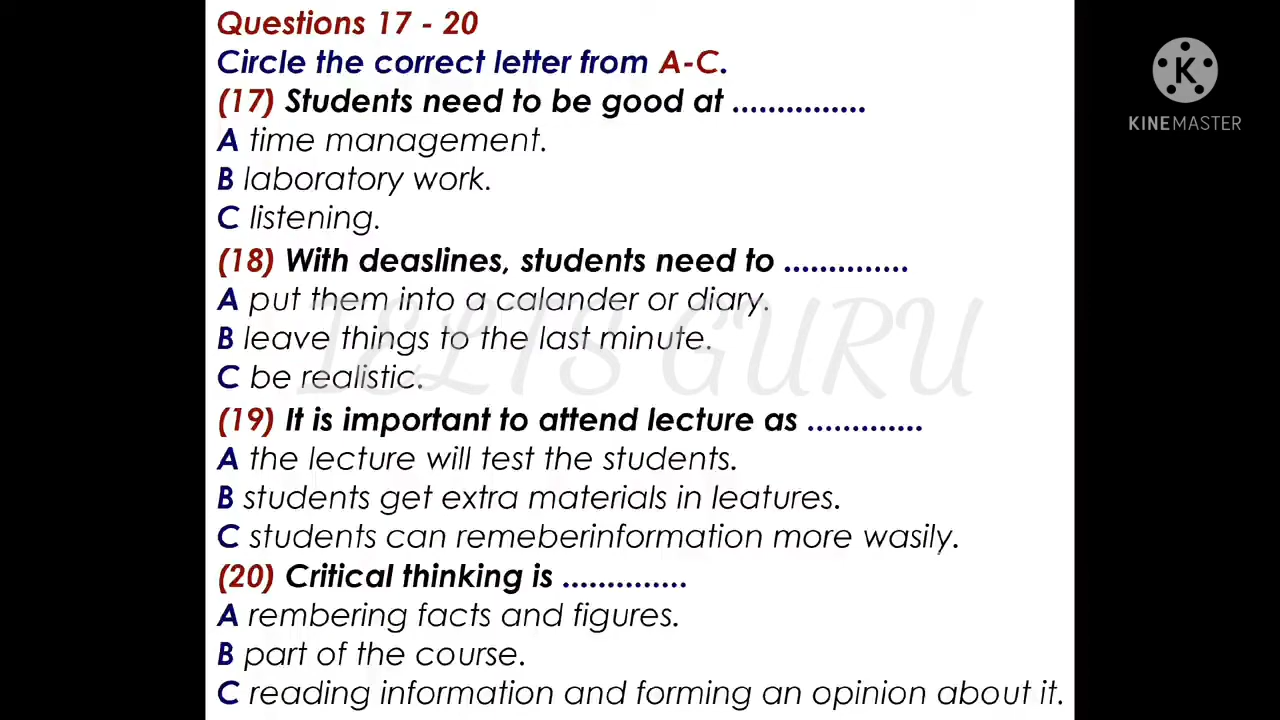 Questions 17 - 20
Circle the correct letter from A-C.
(17) Students need to be good at ...............
A time management.
B laboratory work.
C listening.
(18) With deaslines, students need to ..............
A put them into a calander or diary.
B leave things to the last minute.
C be realistic.
(19) It is important to attend lecture as .............
A the lecture will test the students.
B students get extra materials in leatures.
C students can remeberinformation more wasily.
(20) Critical thinking is ..............
A rembering facts and figures.
B part of the course.
C reading information and forming an opinion about it.
IELTS GURU
K
KINEMASTER